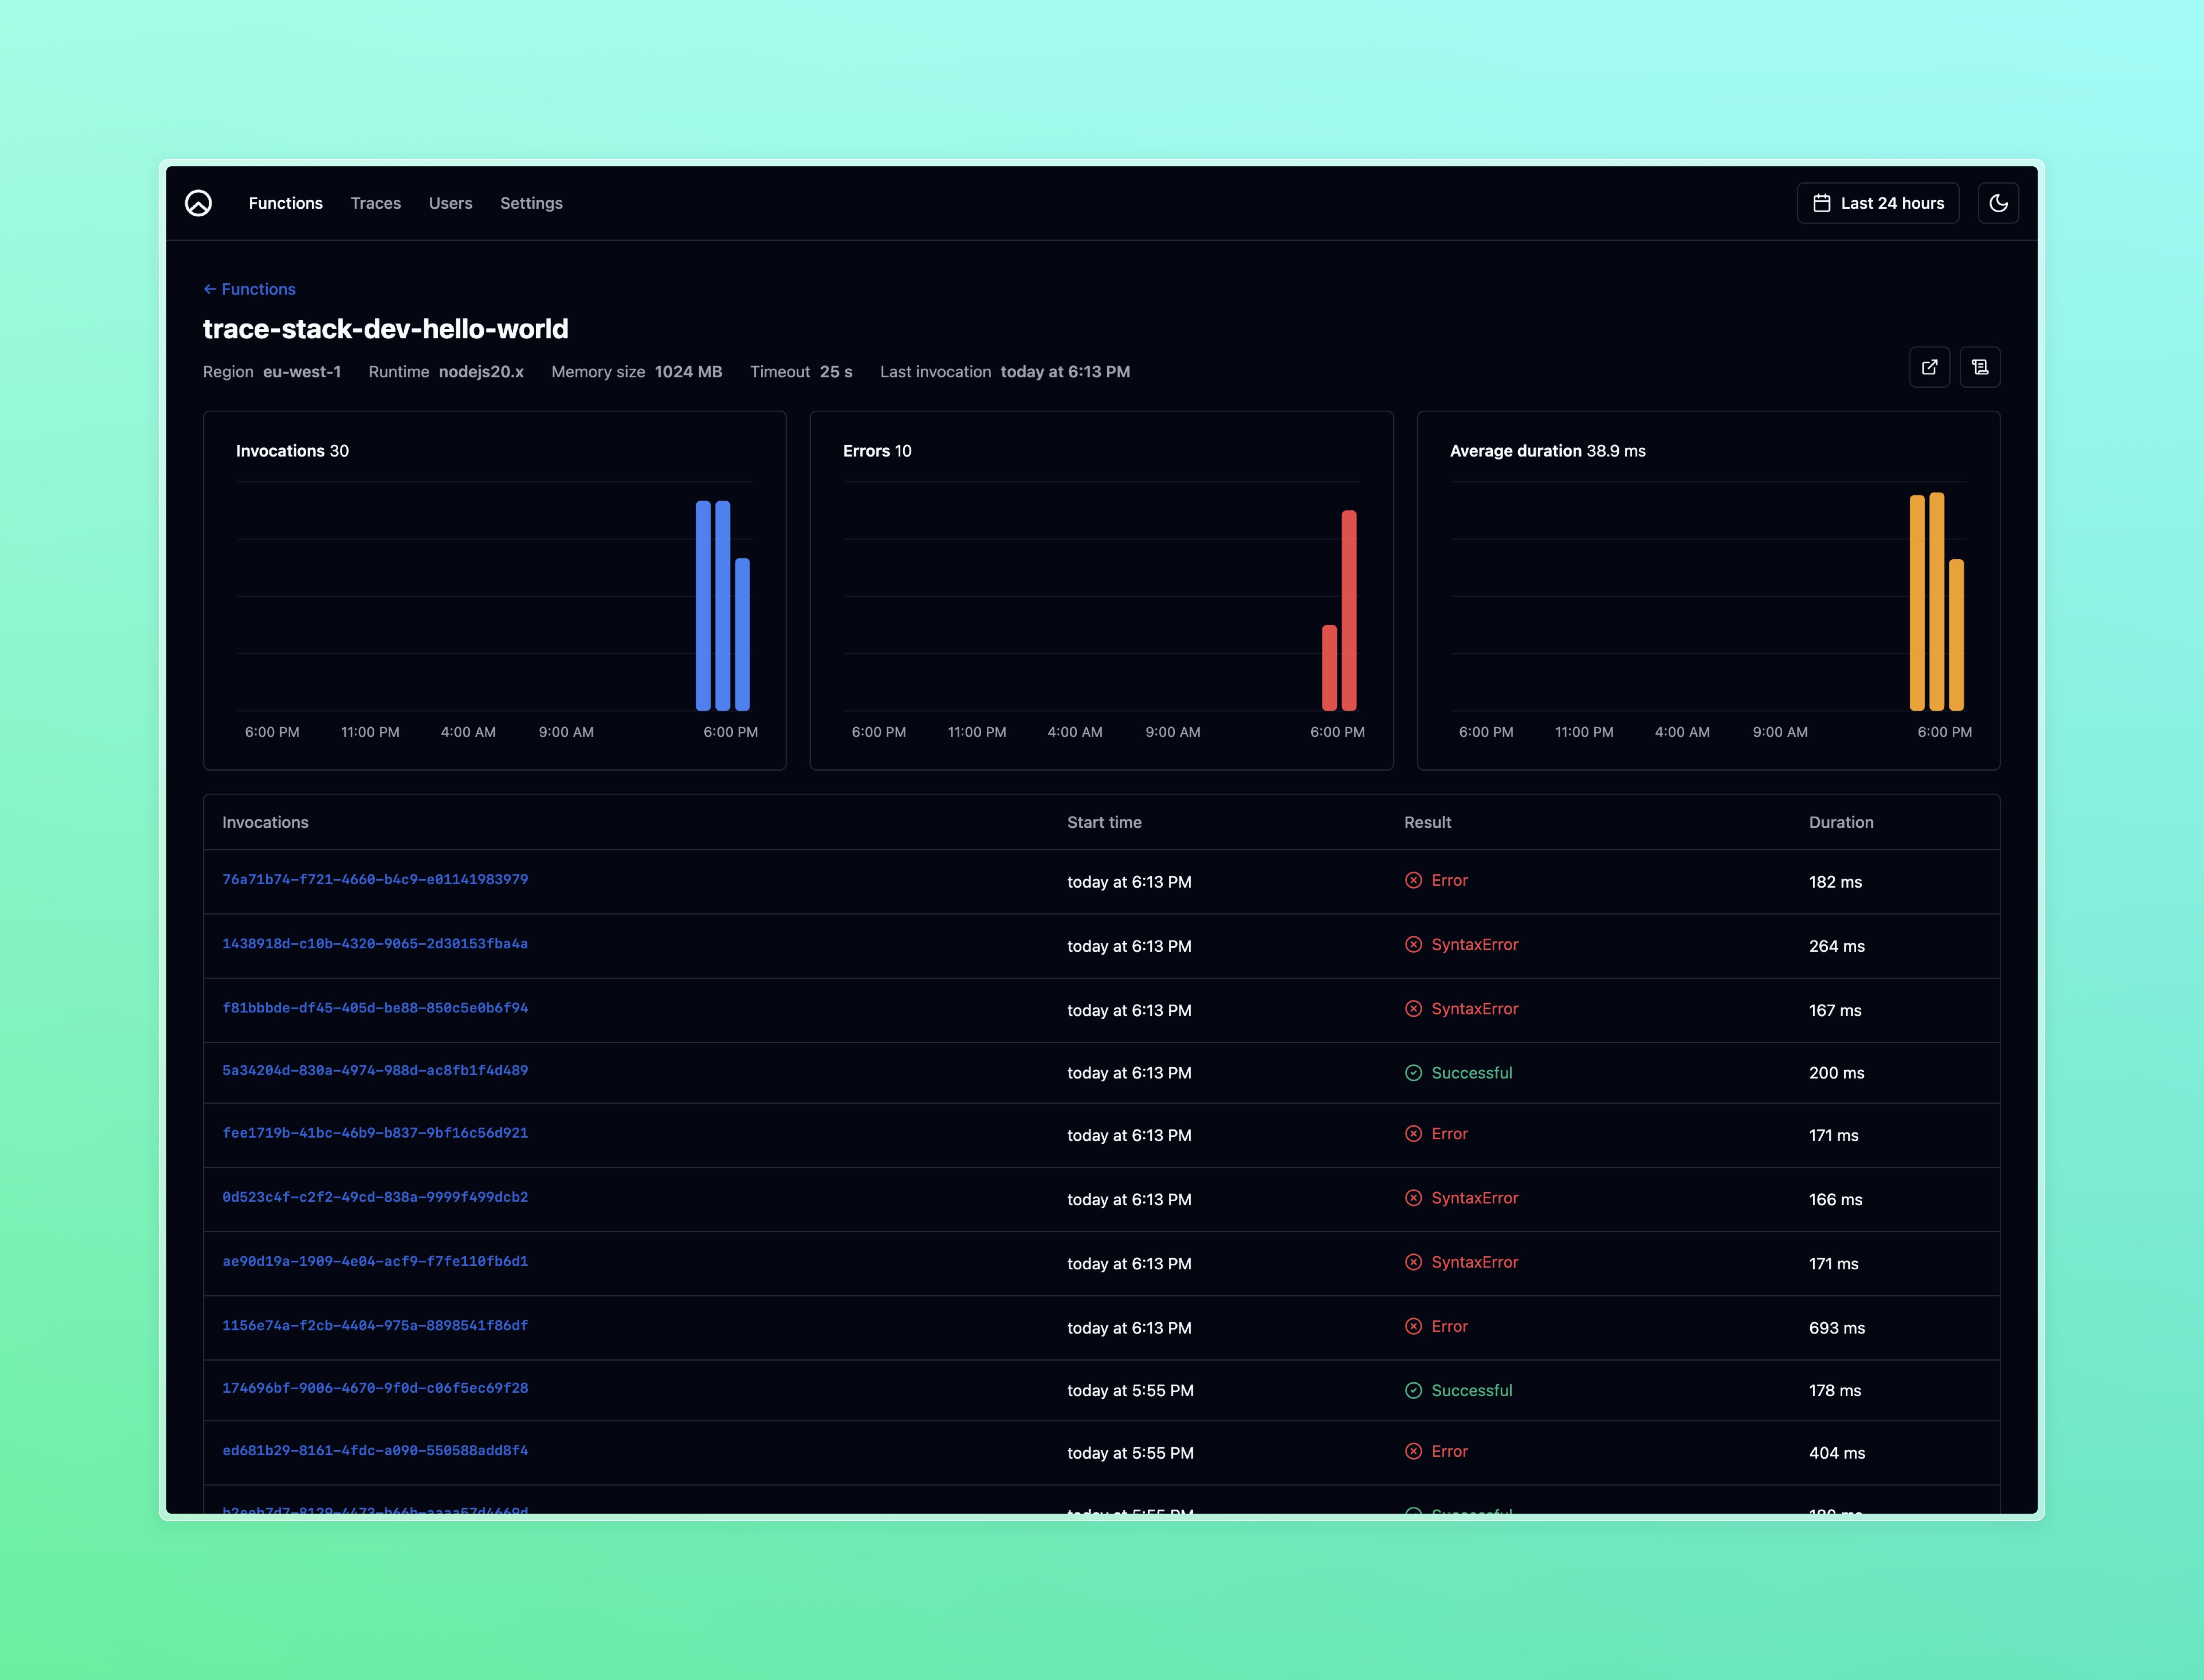 Functions Traces Users Settings Last 24 hours
← Functions
trace-stack-dev-hello-world
Region eu-west-1 Runtime nodejs20.x Memory size 1024 MB Timeout 25 s Last invocation today at 6:13 PM
Invocations 30
6:00 PM 11:00 PM 4:00 AM 9:00 AM 6:00 PM
Errors 10
6:00 PM 11:00 PM 4:00 AM 9:00 AM 6:00 PM
Average duration 38.9 ms
6:00 PM 11:00 PM 4:00 AM 9:00 AM 6:00 PM
Invocations Start time Result Duration
76a71b74-f721-4660-b4c9-e01141983979 today at 6:13 PM Error 182 ms
1438918d-c10b-4320-9065-2d30153fba4a today at 6:13 PM SyntaxError 264 ms
f81bbbde-df45-405d-be88-850c5e0b6f94 today at 6:13 PM SyntaxError 167 ms
5a34204d-830a-4974-988d-ac8fb1f4d489 today at 6:13 PM Successful 200 ms
fee1719b-41bc-46b9-b837-9bf16c56d921 today at 6:13 PM Error 171 ms
0d523c4f-c2f2-49cd-838a-9999f499dcb2 today at 6:13 PM SyntaxError 166 ms
ae90d19a-1909-4e04-acf9-f7fe110fb6d1 today at 6:13 PM SyntaxError 171 ms
1156e74a-f2cb-4404-975a-8898541f86df today at 6:13 PM Error 693 ms
174696bf-9006-4670-9f0d-c06f5ec69f28 today at 5:55 PM Successful 178 ms
ed681b29-8161-4fdc-a090-550588add8f4 today at 5:55 PM Error 404 ms
today at 5:55 PM Successful